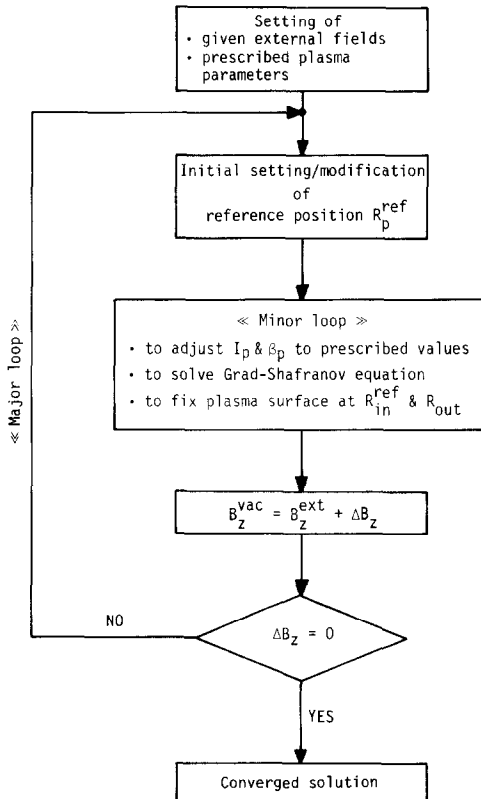 Setting of
· given external fields
· prescribed plasma
parameters
Initial setting/modification
of
reference position R_p^ref
≪ Major loop ≫
≪ Minor loop ≫
· to adjust I_p & β_p to prescribed values
· to solve Grad-Shafranov equation
· to fix plasma surface at R_in^ref & R_out
B_z^vac = B_z^ext + ΔB_z
ΔB_z = 0
NO
YES
Converged solution